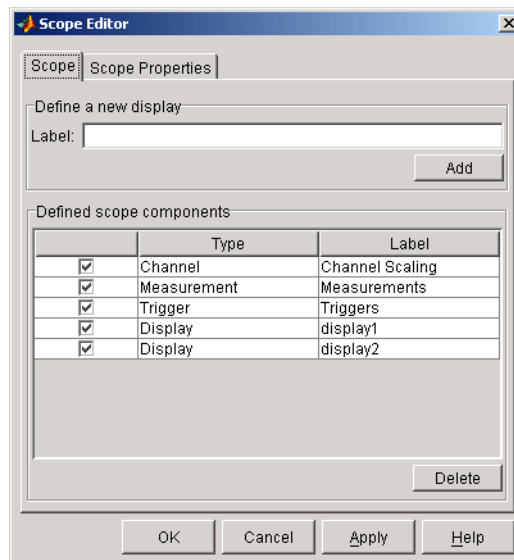 Scope Editor
Scope Scope Properties
Define a new display
Label:
Add
Defined scope components
Type Label
Channel Channel Scaling
Measurement Measurements
Trigger Triggers
Display display1
Display display2
Delete
OK Cancel Apply Help